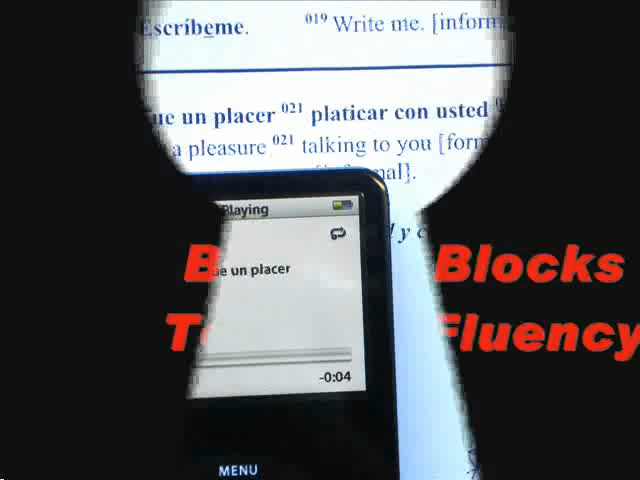 Escríbeme. 019 Write me. [inform
ue un placer 021 platicar con usted
a pleasure 021 talking to you [form
mal].
Playing
y c
ue un placer
B Blocks
T Fluency
-0:04
MENU